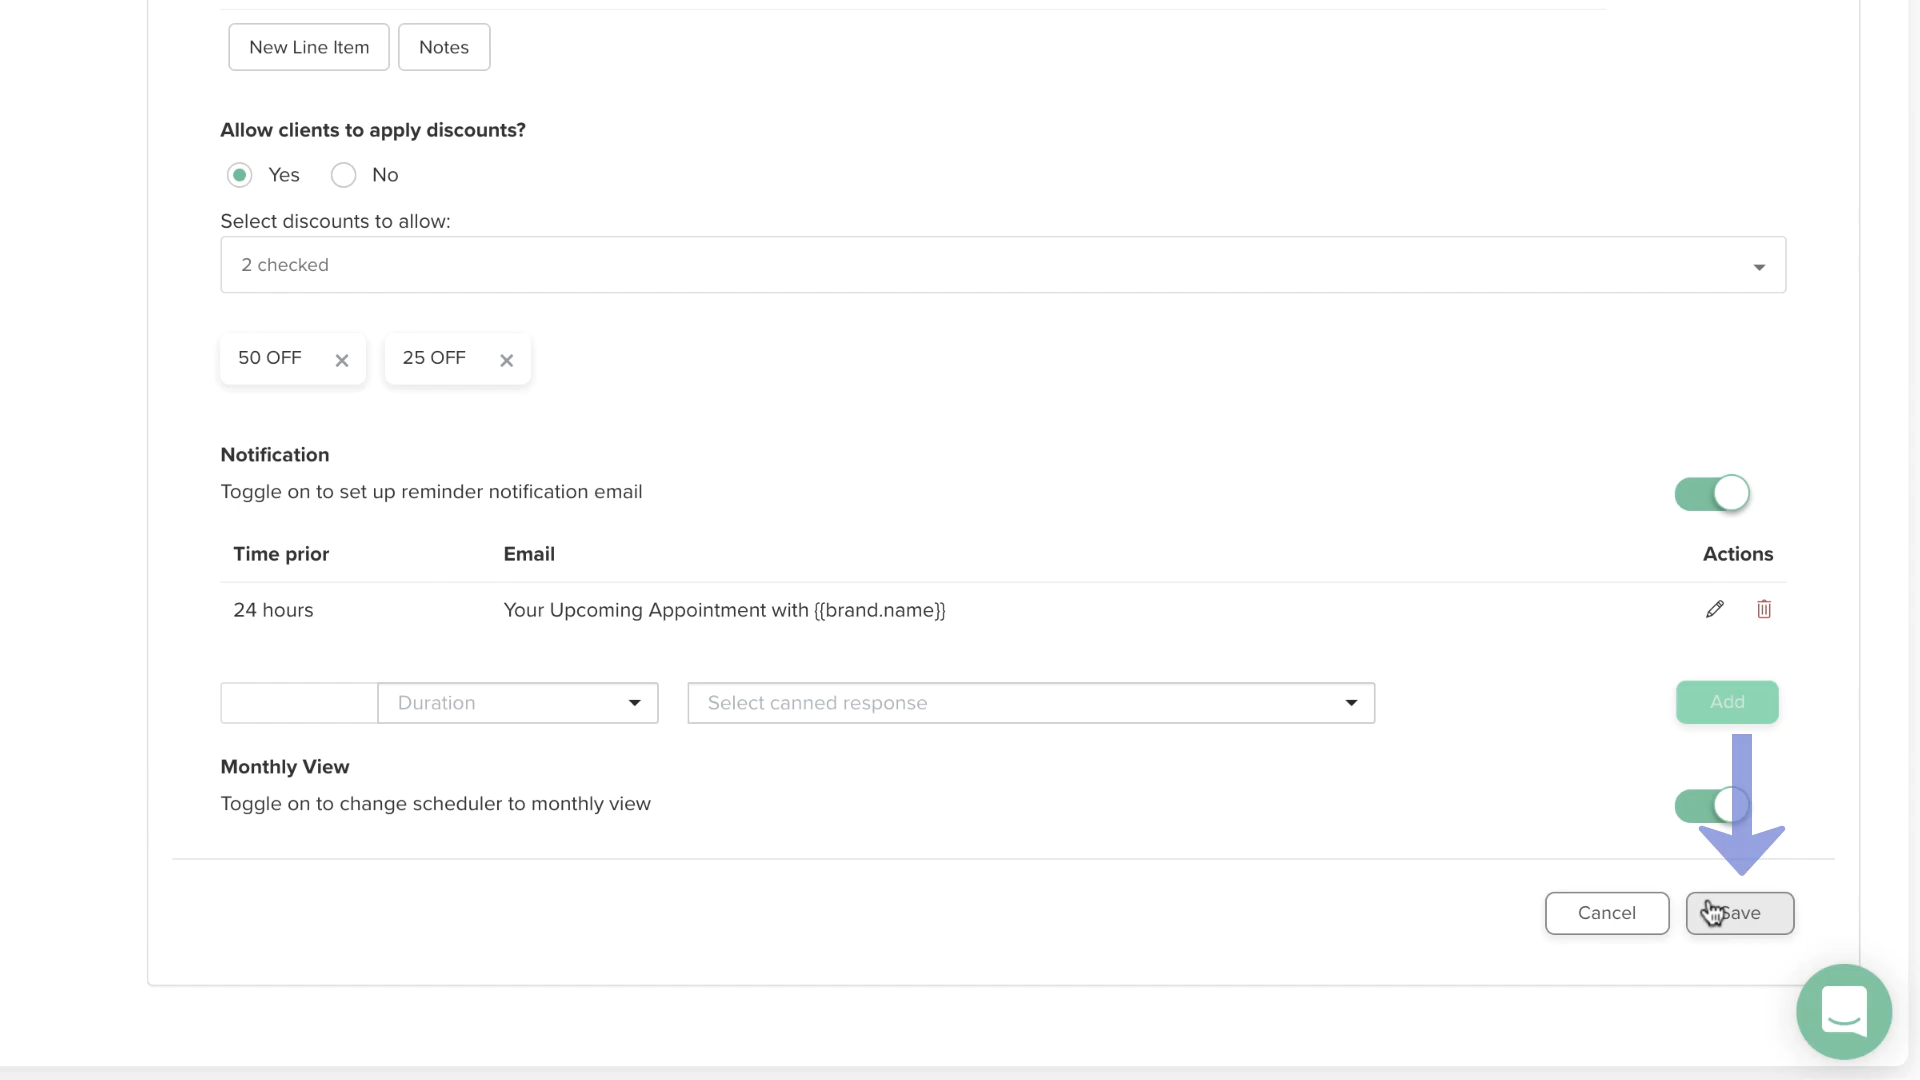 New Line Item Notes
Allow clients to apply discounts?
Yes No
Select discounts to allow:
2 checked
50 OFF 25 OFF
Notification
Toggle on to set up reminder notification email
Time prior Email Actions
24 hours Your Upcoming Appointment with {{brand.name}}
Duration Select canned response Add
Monthly View
Toggle on to change scheduler to monthly view
Cancel Save